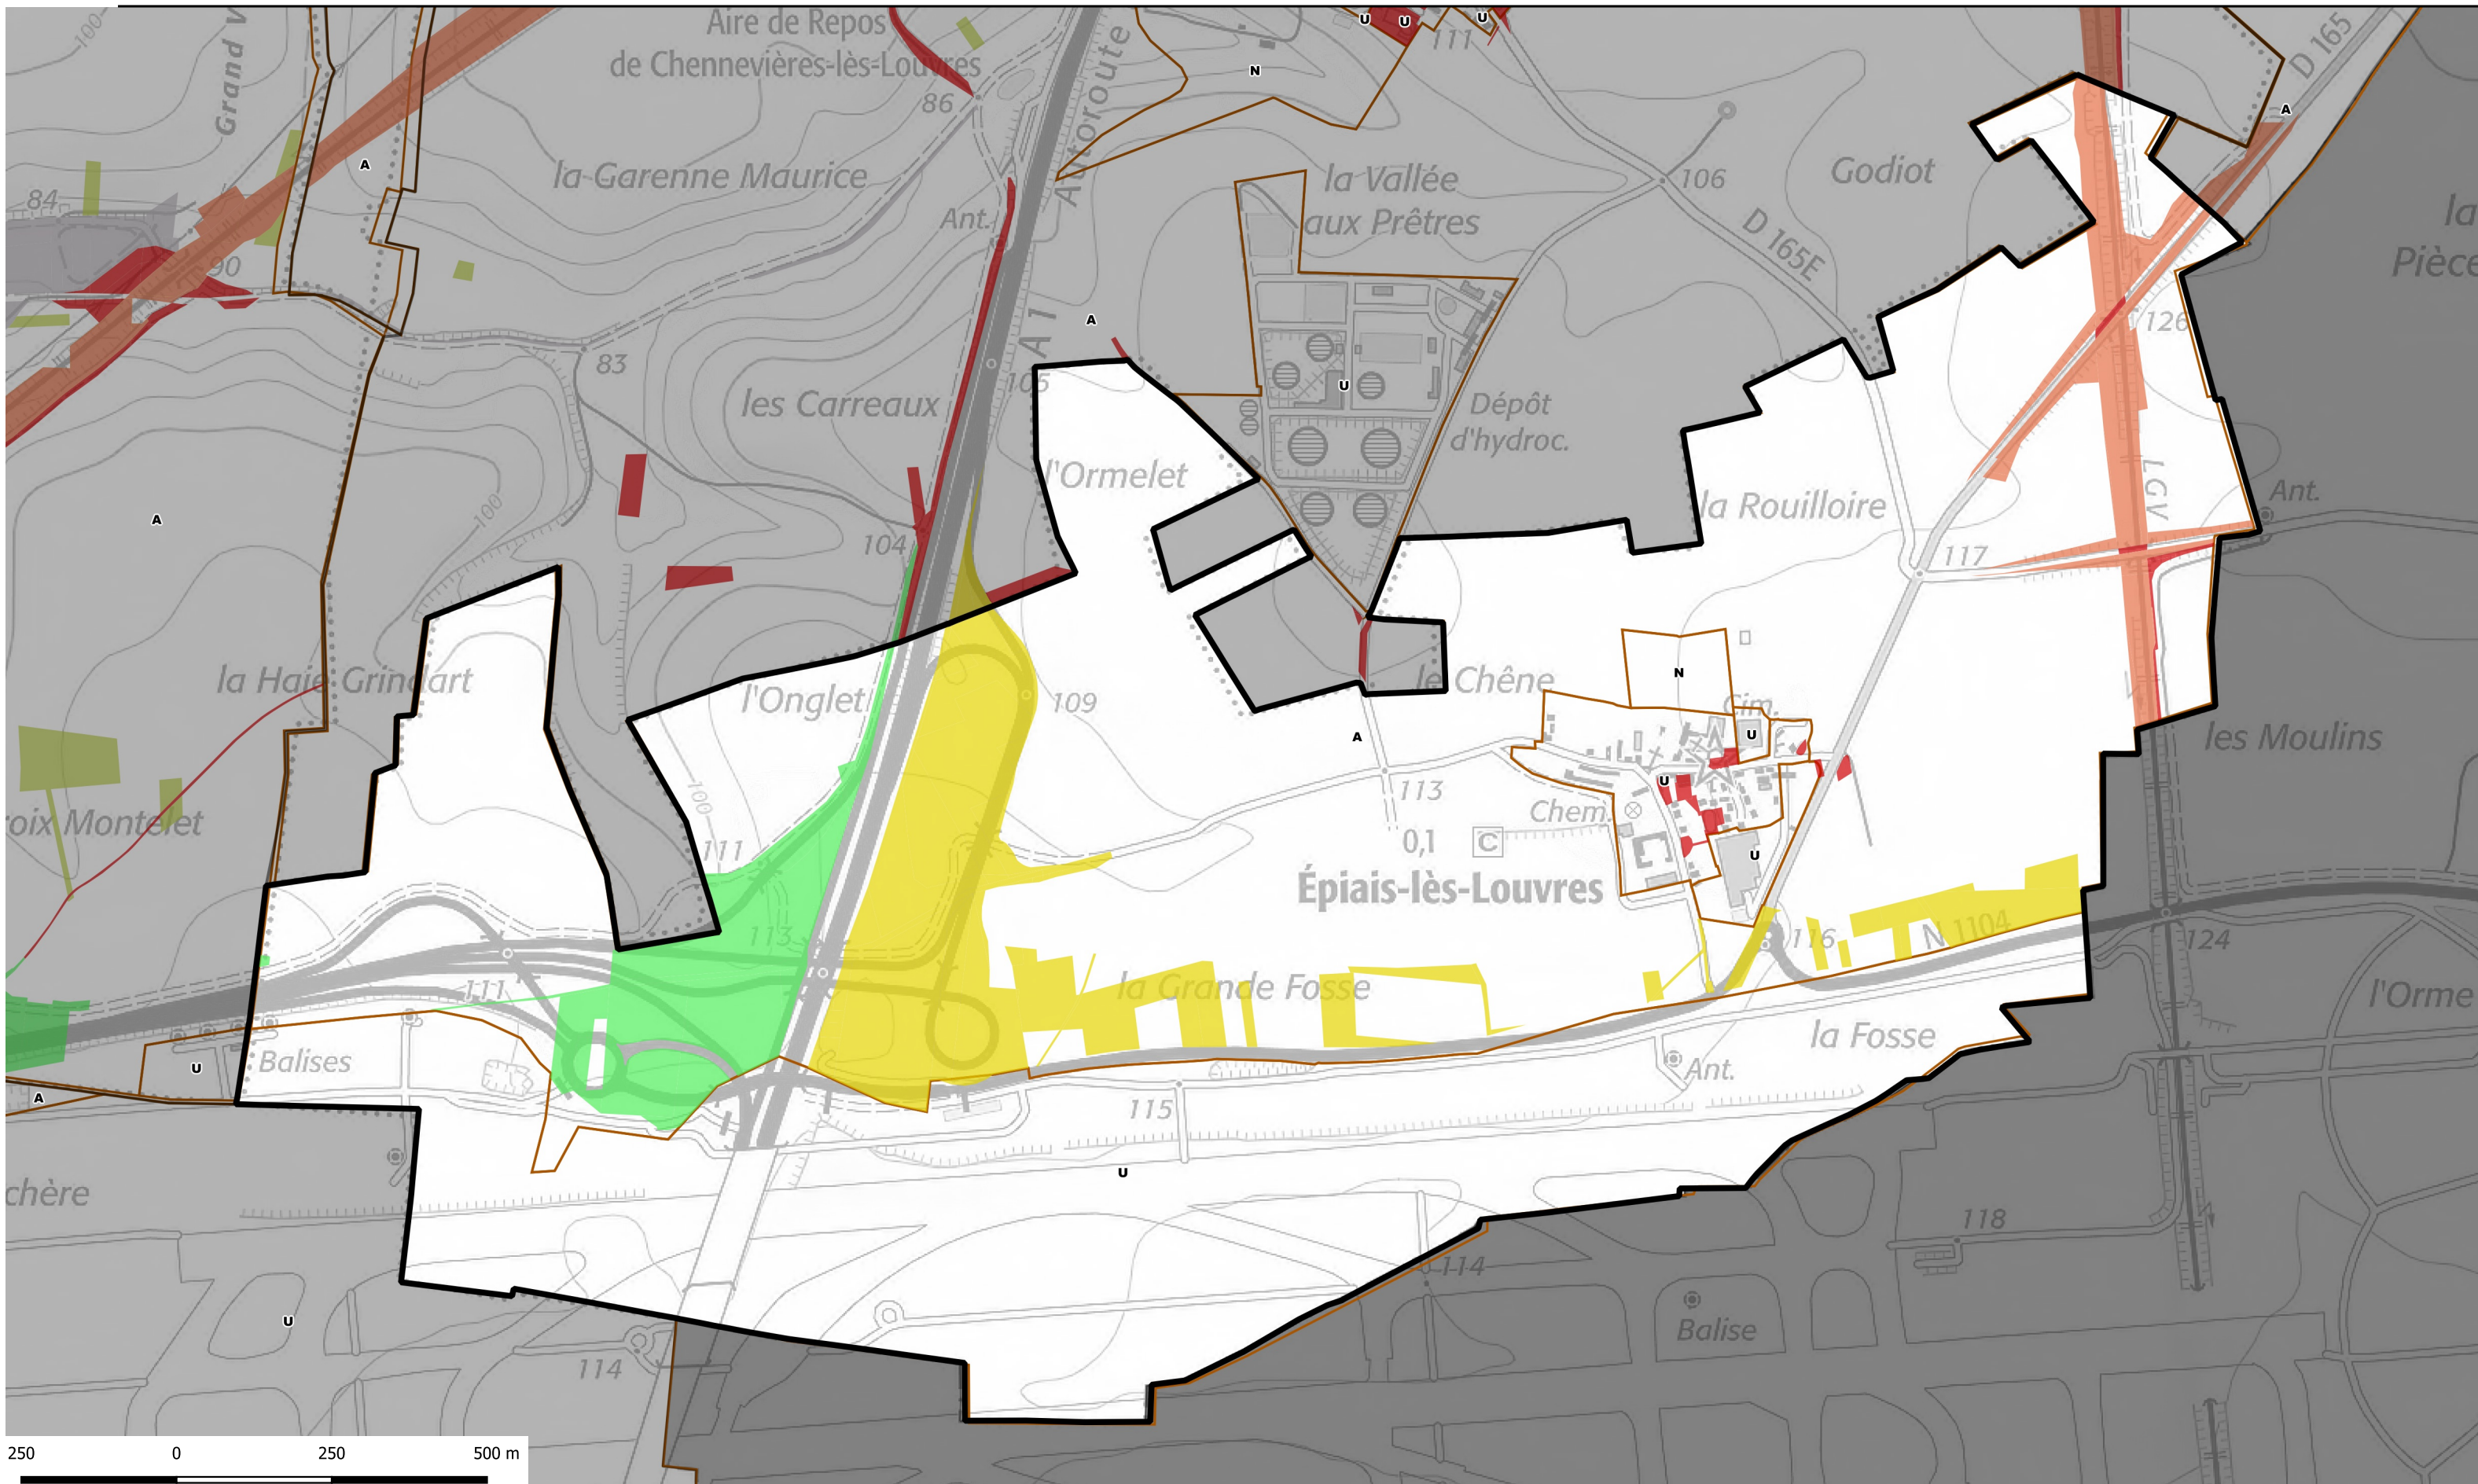 Aire de Repos
de Chennevières-lès-Louvres
100
Grand V
86
Autoroute
N
U
U
U
111
D 165
A
A
84
la Garenne Maurice
la Vallée
aux Prêtres
106
Godiot
la
Pièce
Ant.
D 165E
90
A
A 1
126
83
105
U
les Carreaux
Dépôt
d'hydroc.
l'Ormelet
la Rouilloire
LGV
Ant.
100
A
104
117
la Haie Grindart
l'Onglet
109
le Chêne
N
Cim.
A
U
les Moulins
100
113
U
roix Montelet
Chem.
111
0,1
C
U
Épiais-lès-Louvres
113
116
N 1104
124
111
la Grande Fosse
l'Orme
la Fosse
Balises
U
Ant.
A
115
U
chère
118
114
U
Balise
114
250
0
250
500 m